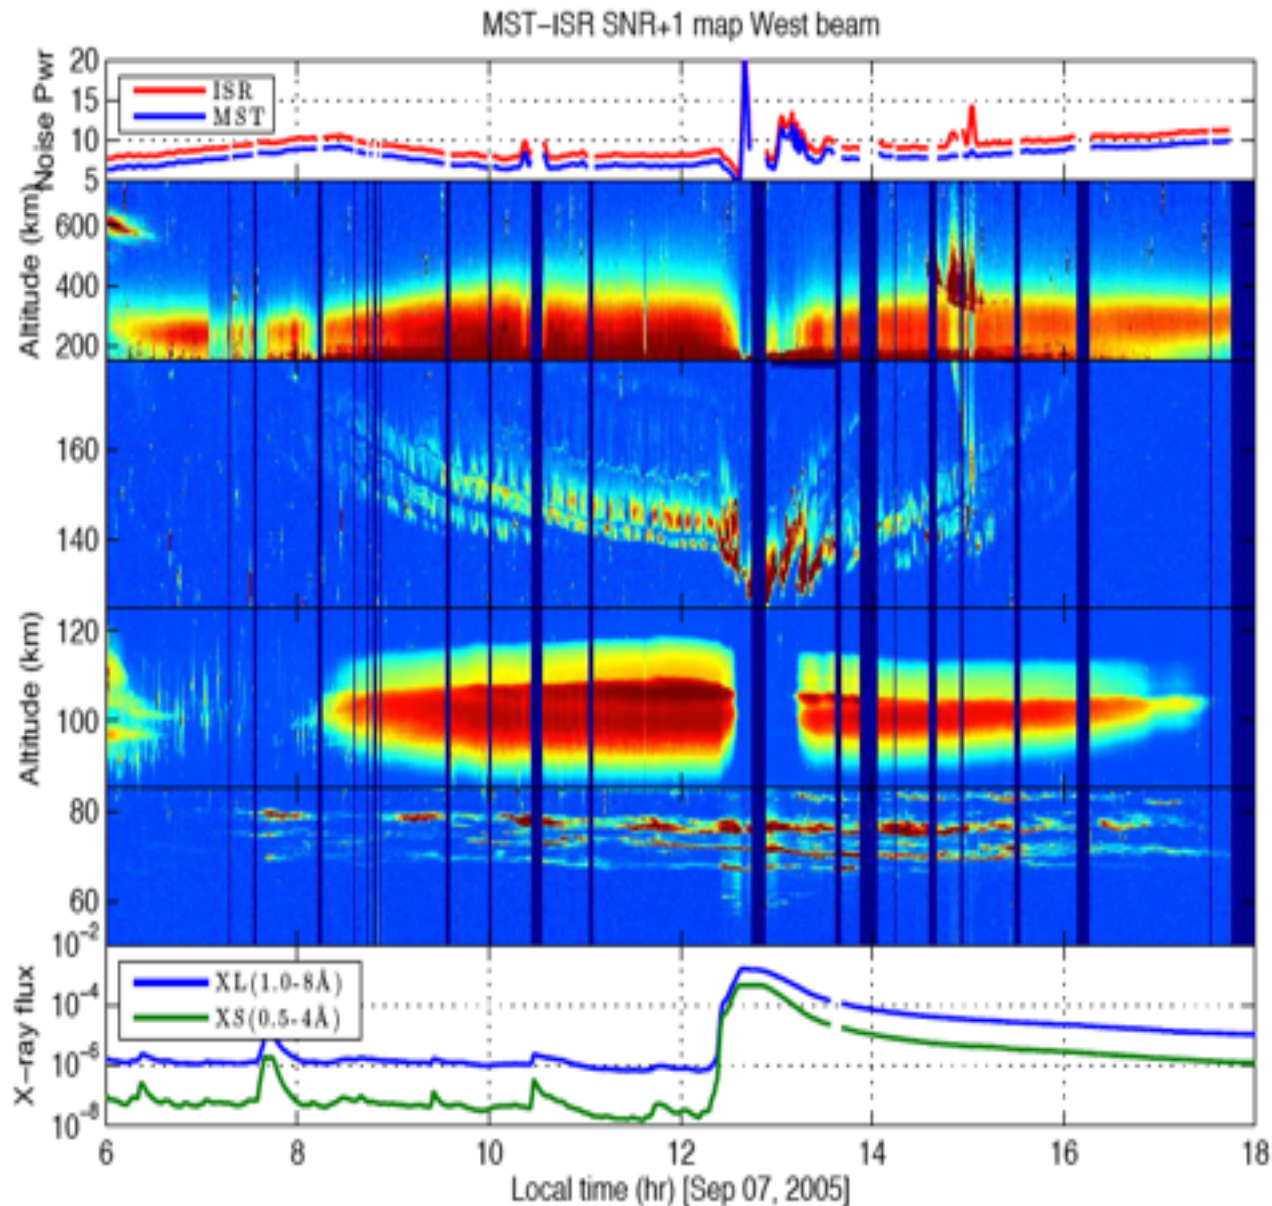 MST-ISR SNR+1 map West beam
Noise Pwr
20
15
10
5
ISR
MST
Altitude (km)
600
400
200
160
140
Altitude (km)
120
100
80
60
X-ray flux
10-2
10-4
10-6
10-8
XL(1.0-8Å)
XS(0.5-4Å)
6 8 10 12 14 16 18
Local time (hr) [Sep 07, 2005]